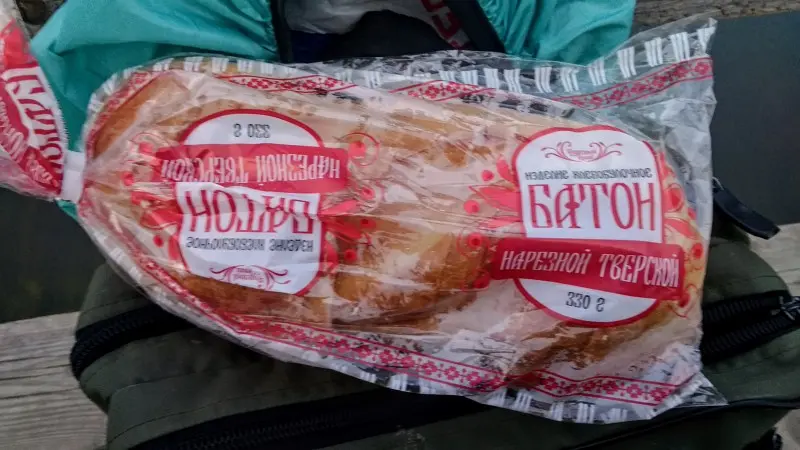 ИЗДЕЛИЕ ХЛЕБОБУЛОЧНОЕ
БАТОН
НАРЕЗНОЙ ТВЕРСКОЙ
330 г
ИЗДЕЛИЕ ХЛЕБОБУЛОЧНОЕ
БАТОН
НАРЕЗНОЙ ТВЕРСКОЙ
330 г